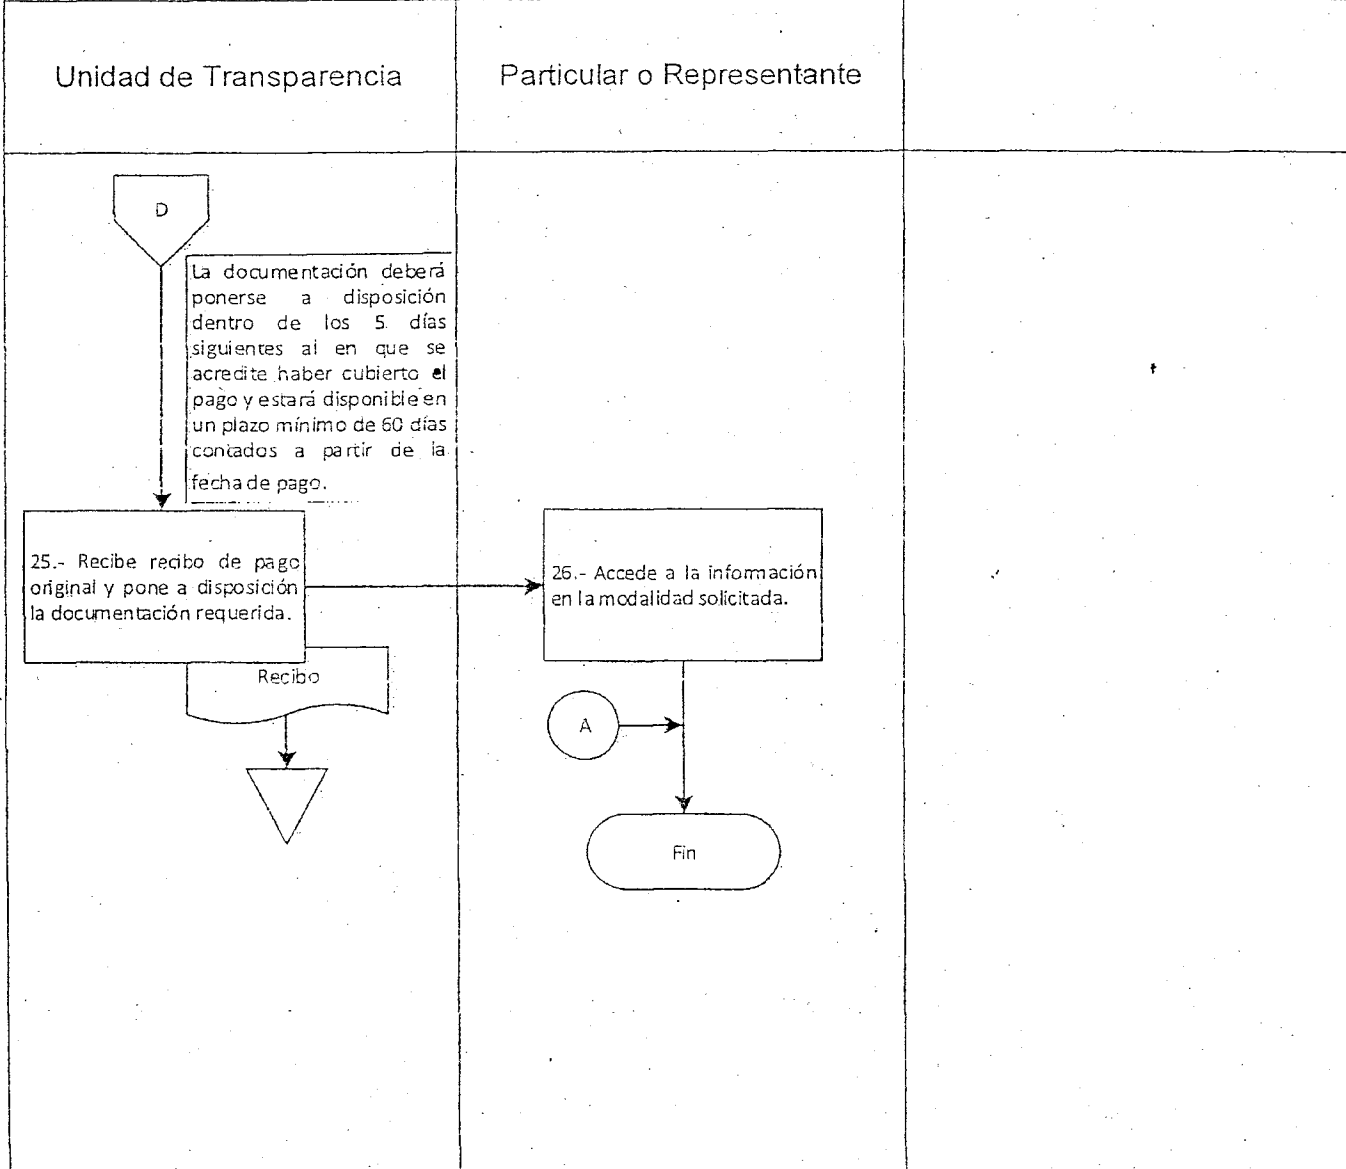 Unidad de Transparencia
Particular o Representante
D
La documentación deberá
ponerse a disposición
dentro de los 5 días
siguientes al en que se
acredite haber cubierto el
pago y estará disponible en
un plazo mínimo de 60 días
contados a partir de la
fecha de pago.
25.- Recibe recibo de pago
original y pone a disposición
la documentación requerida.
Recibo
26.- Accede a la información
en la modalidad solicitada.
A
Fin